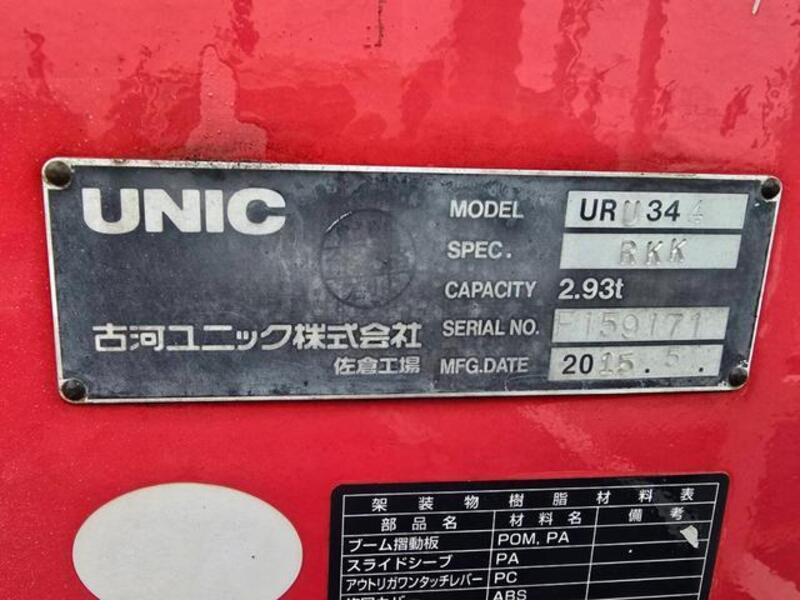 UNIC
MODEL URU344
SPEC. RKK
CAPACITY 2.93t
古河ユニック株式会社
SERIAL NO. F159171
佐倉工場
MFG.DATE 2015.5.
架装物樹脂材料表
部品名 材料名 備考
ブーム摺動板 POM, PA
スライドシーブ PA
アウトリガワンタッチレバー PC
ABS